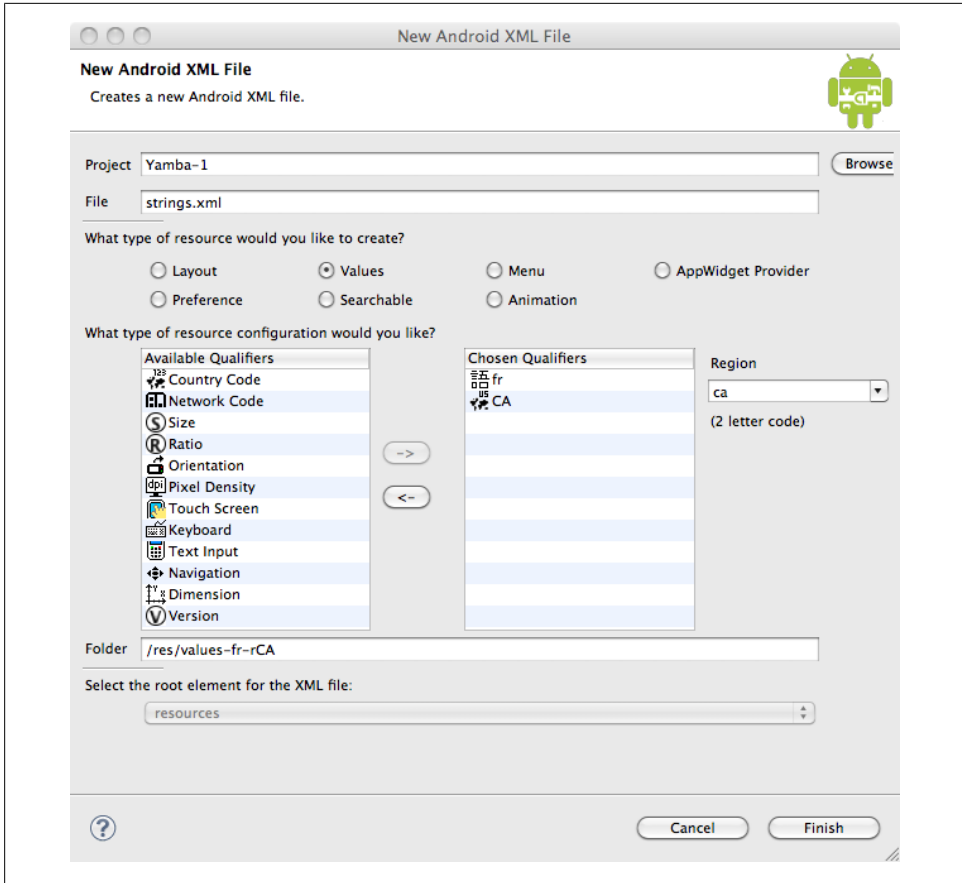 New Android XML File
New Android XML File
Creates a new Android XML file.
Project Yamba-1 Browse
File strings.xml
What type of resource would you like to create?
Layout Values Menu AppWidget Provider
Preference Searchable Animation
What type of resource configuration would you like?
Available Qualifiers
123 Country Code
Network Code
S Size
R Ratio
Orientation
dpi Pixel Density
Touch Screen
Keyboard
Text Input
Navigation
Y X Dimension
V Version
->
<-
Chosen Qualifiers
語 fr
US CA
Region
ca
(2 letter code)
Folder /res/values-fr-rCA
Select the root element for the XML file:
resources
? Cancel Finish